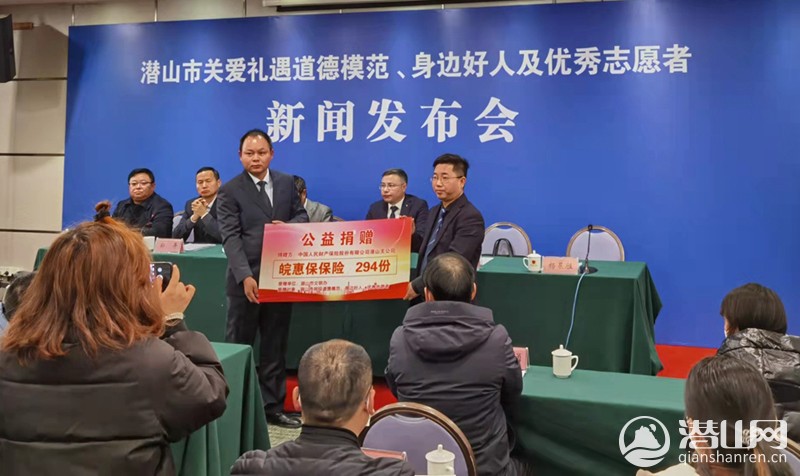 潜山市关爱礼遇道德模范、身边好人及优秀志愿者
新闻发布会
公益捐赠
捐赠方：中国人民财产保险股份有限公司潜山支公司
皖惠保保险 294份
潜山网
qianshanren.cn